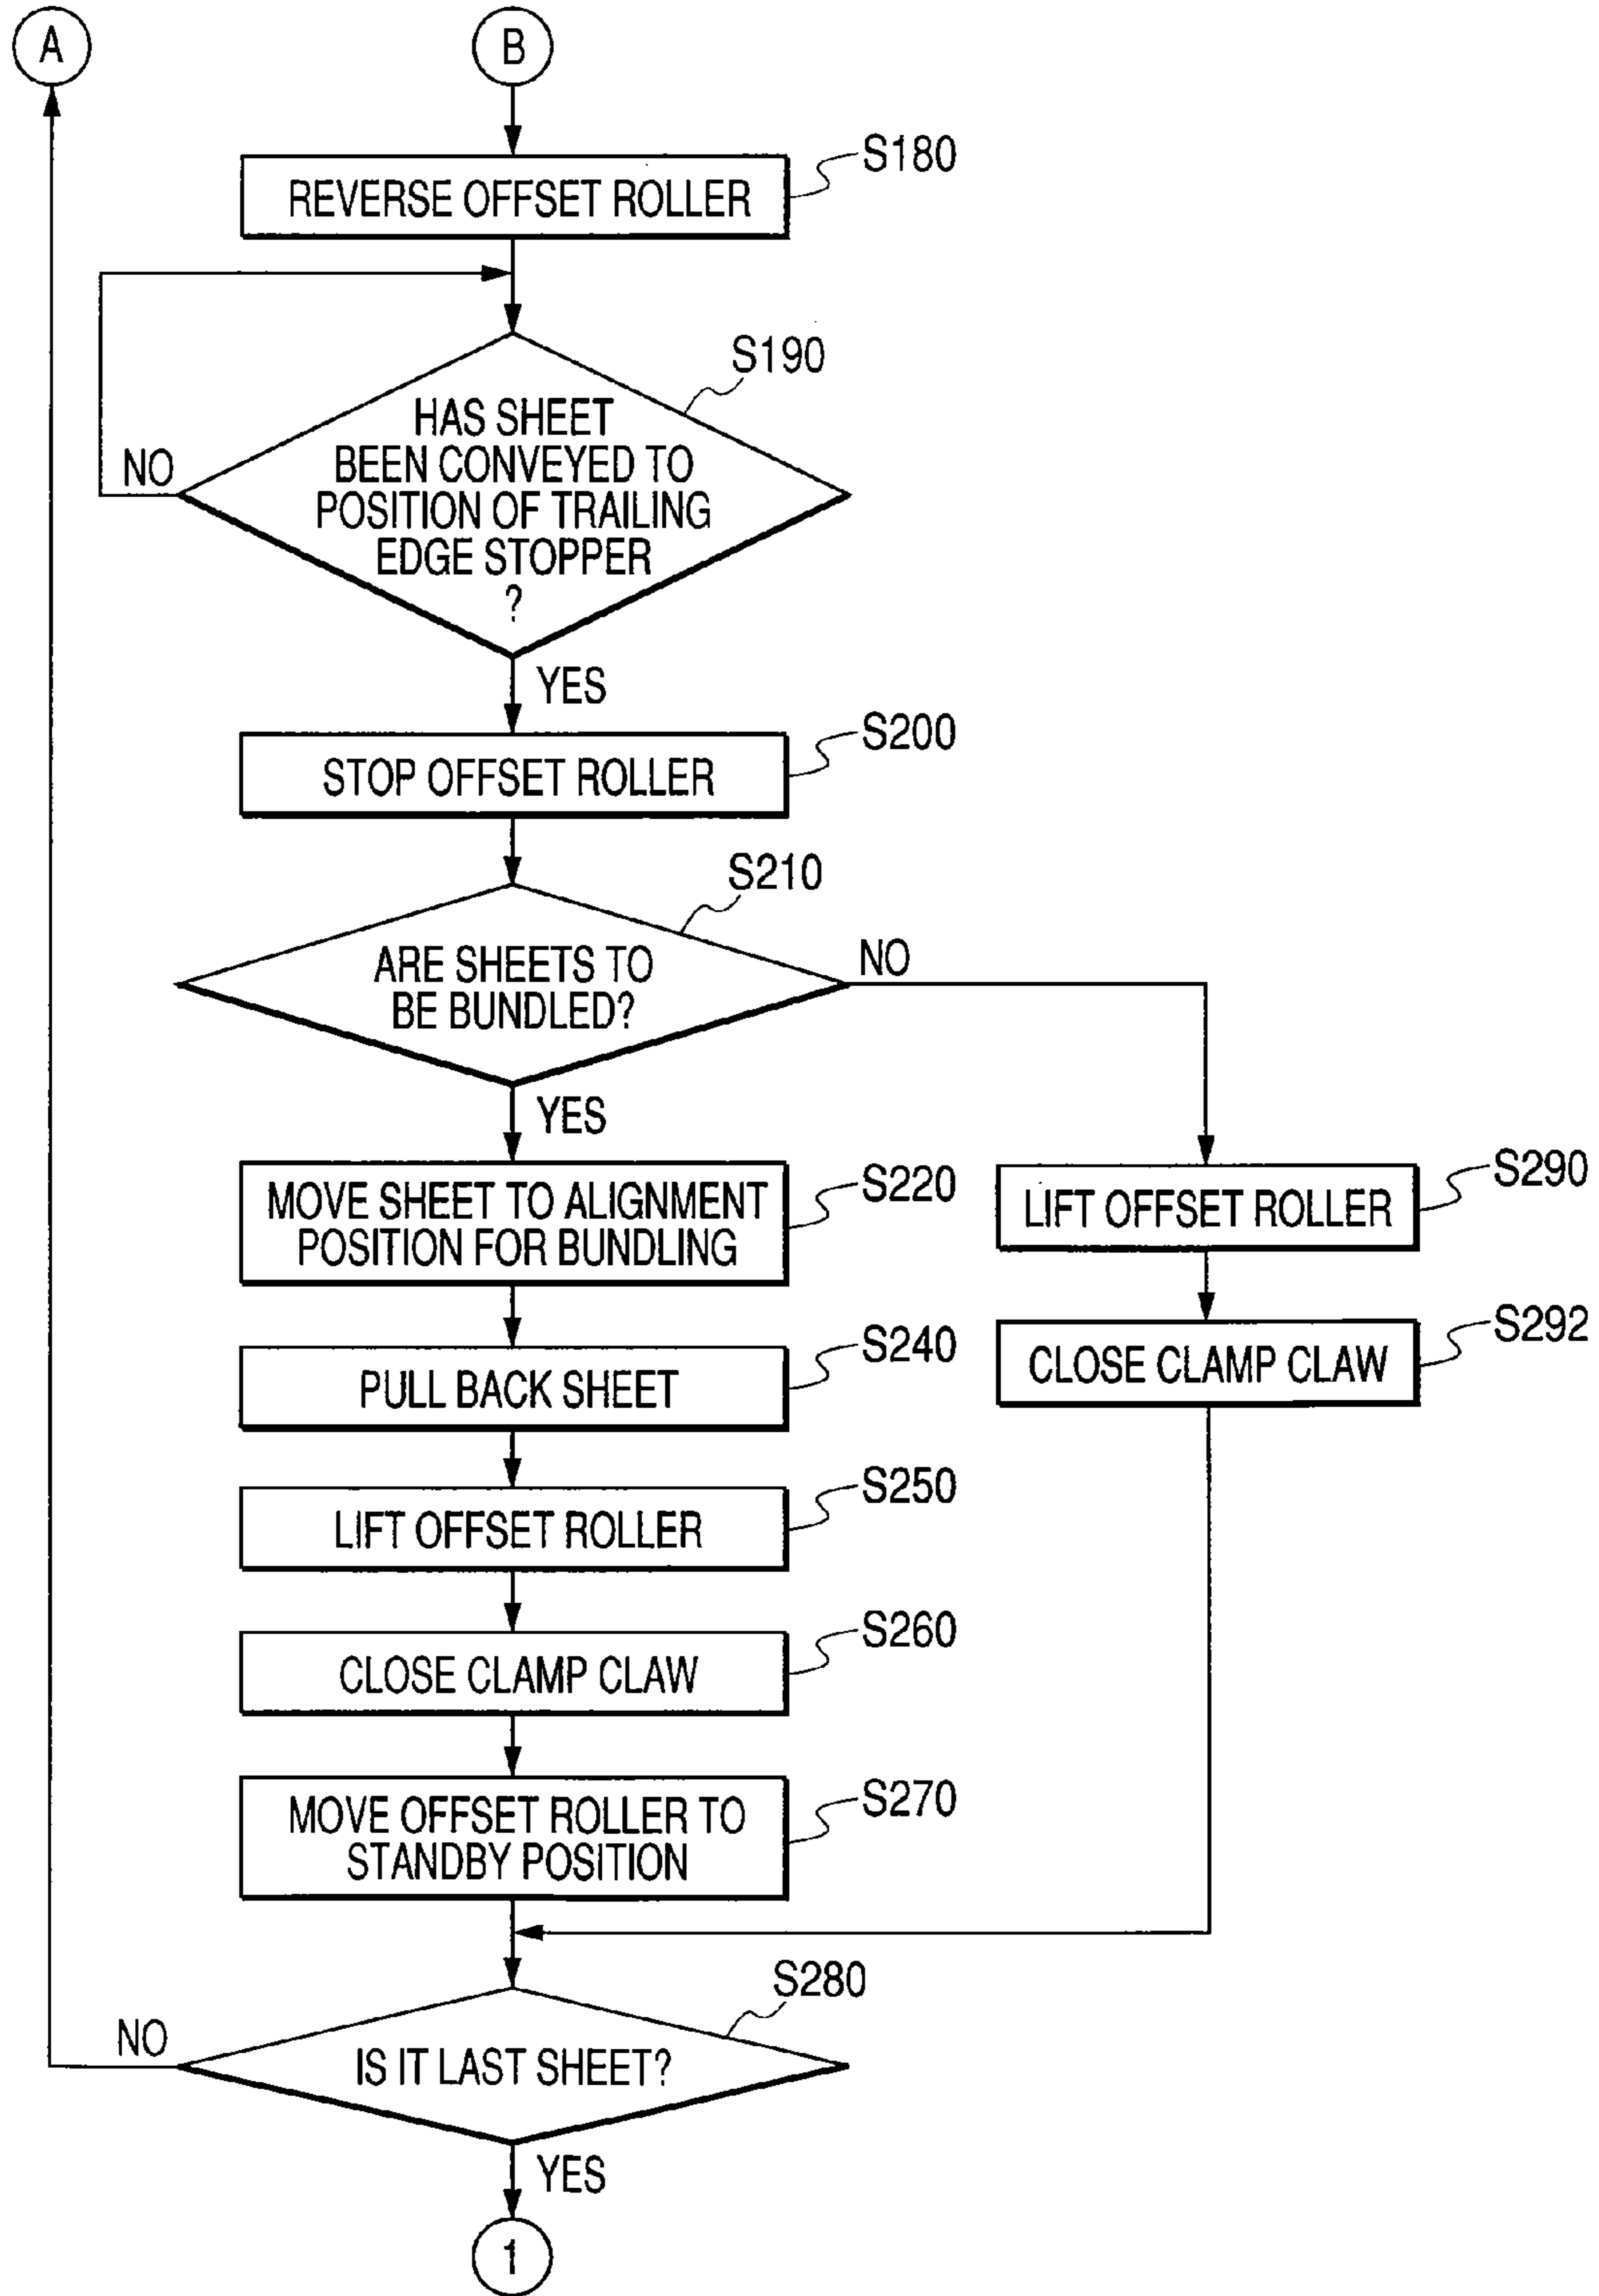 A
B
S180
REVERSE OFFSET ROLLER
S190
HAS SHEET
BEEN CONVEYED TO
POSITION OF TRAILING
EDGE STOPPER
?
NO
YES
S200
STOP OFFSET ROLLER
S210
ARE SHEETS TO
BE BUNDLED?
NO
YES
S220
MOVE SHEET TO ALIGNMENT
POSITION FOR BUNDLING
S290
LIFT OFFSET ROLLER
S240
PULL BACK SHEET
S292
CLOSE CLAMP CLAW
S250
LIFT OFFSET ROLLER
S260
CLOSE CLAMP CLAW
S270
MOVE OFFSET ROLLER TO
STANDBY POSITION
S280
NO
IS IT LAST SHEET?
YES
1